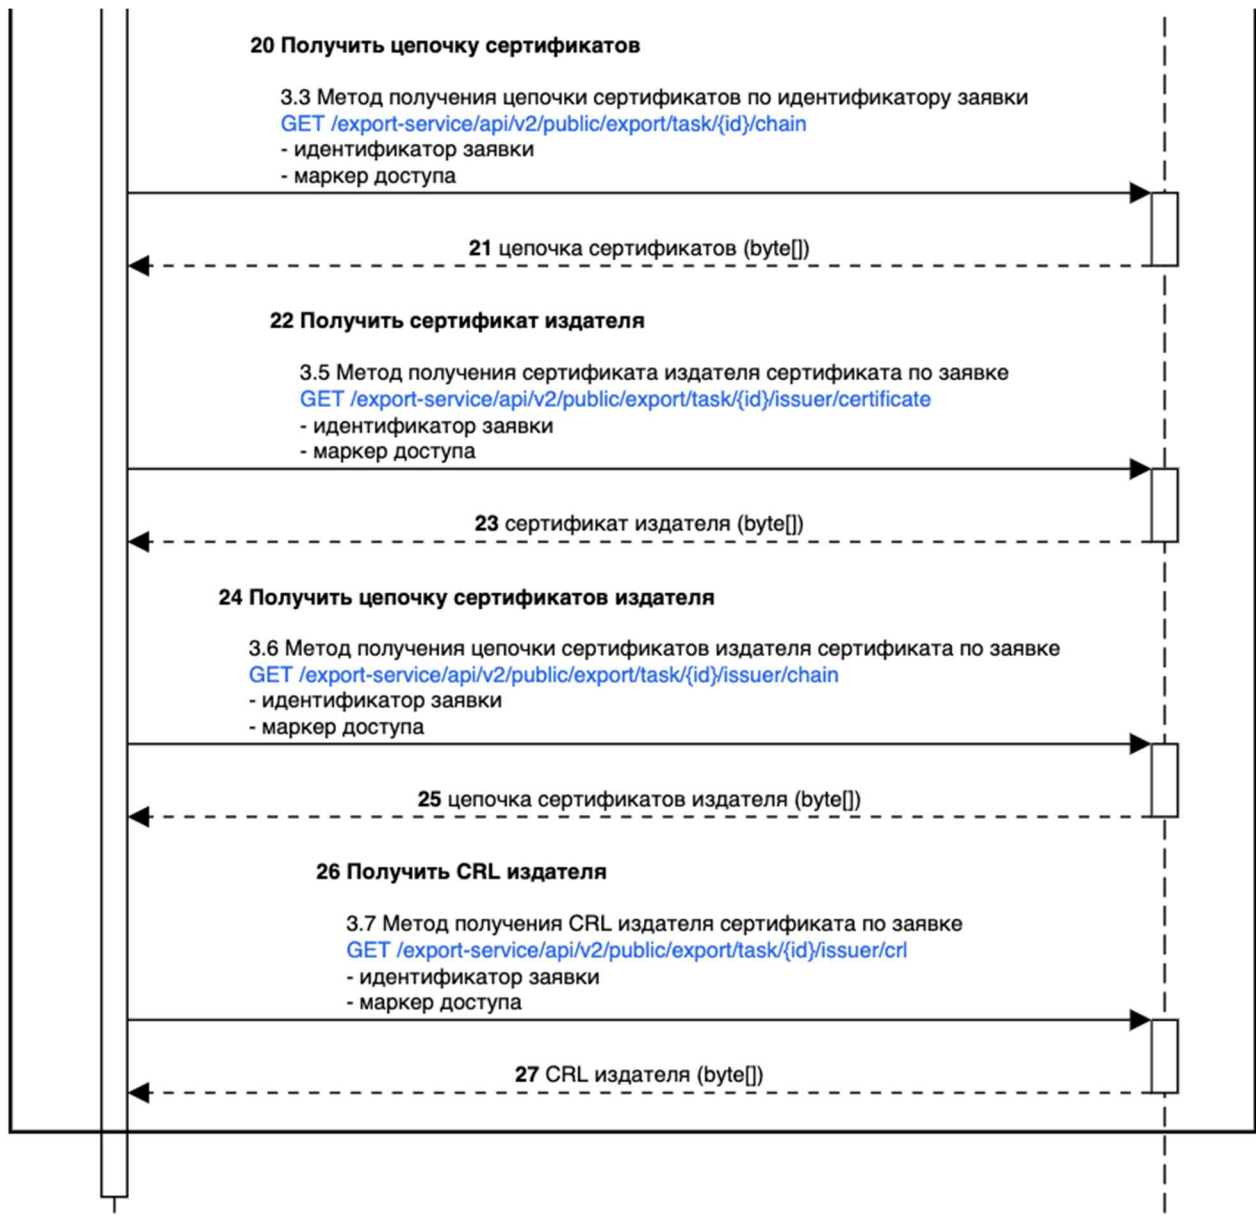 20 Получить цепочку сертификатов
3.3 Метод получения цепочки сертификатов по идентификатору заявки
GET /export-service/api/v2/public/export/task/{id}/chain
- идентификатор заявки
- маркер доступа
21 цепочка сертификатов (byte[])
22 Получить сертификат издателя
3.5 Метод получения сертификата издателя сертификата по заявке
GET /export-service/api/v2/public/export/task/{id}/issuer/certificate
- идентификатор заявки
- маркер доступа
23 сертификат издателя (byte[])
24 Получить цепочку сертификатов издателя
3.6 Метод получения цепочки сертификатов издателя сертификата по заявке
GET /export-service/api/v2/public/export/task/{id}/issuer/chain
- идентификатор заявки
- маркер доступа
25 цепочка сертификатов издателя (byte[])
26 Получить CRL издателя
3.7 Метод получения CRL издателя сертификата по заявке
GET /export-service/api/v2/public/export/task/{id}/issuer/crl
- идентификатор заявки
- маркер доступа
27 CRL издателя (byte[])